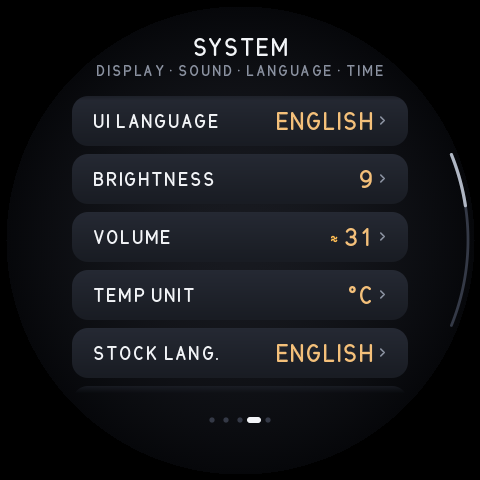 SYSTEM
DISPLAY · SOUND · LANGUAGE · TIME
UI LANGUAGE ENGLISH ›
BRIGHTNESS 9 ›
VOLUME ≈ 31 ›
TEMP UNIT °C ›
STOCK LANG. ENGLISH ›